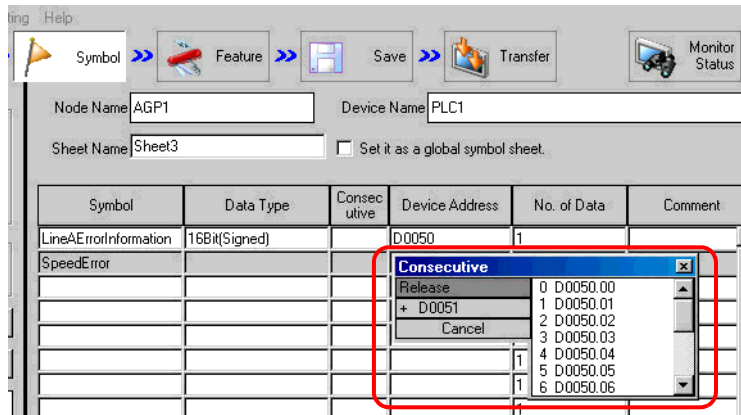 ting Help
Symbol Feature Save Transfer Monitor
Status
Node Name AGP1 Device Name PLC1
Sheet Name Sheet3 Set it as a global symbol sheet.
Symbol Data Type Consec
utive Device Address No. of Data Comment
LineAErrorInformation 16Bit(Signed) D0050 1
SpeedError
Consecutive
Release
+ D0051
Cancel
0 D0050.00
1 D0050.01
2 D0050.02
3 D0050.03
4 D0050.04
5 D0050.05
6 D0050.06
1
1
1